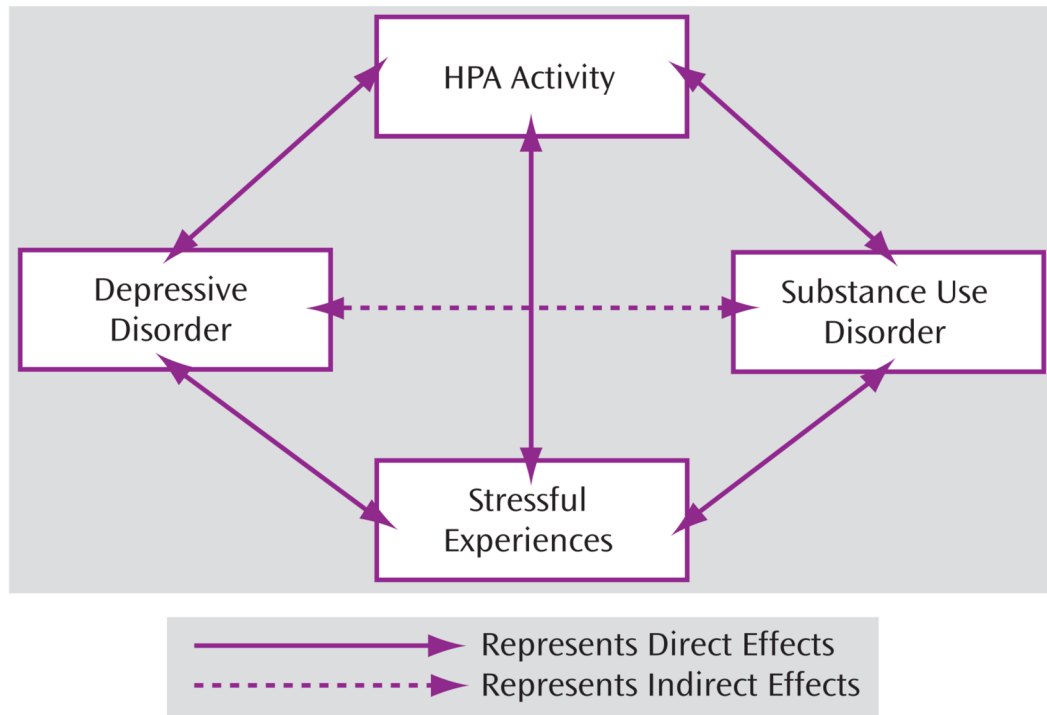 HPA Activity
Depressive
Disorder
Substance Use
Disorder
Stressful
Experiences
Represents Direct Effects
Represents Indirect Effects